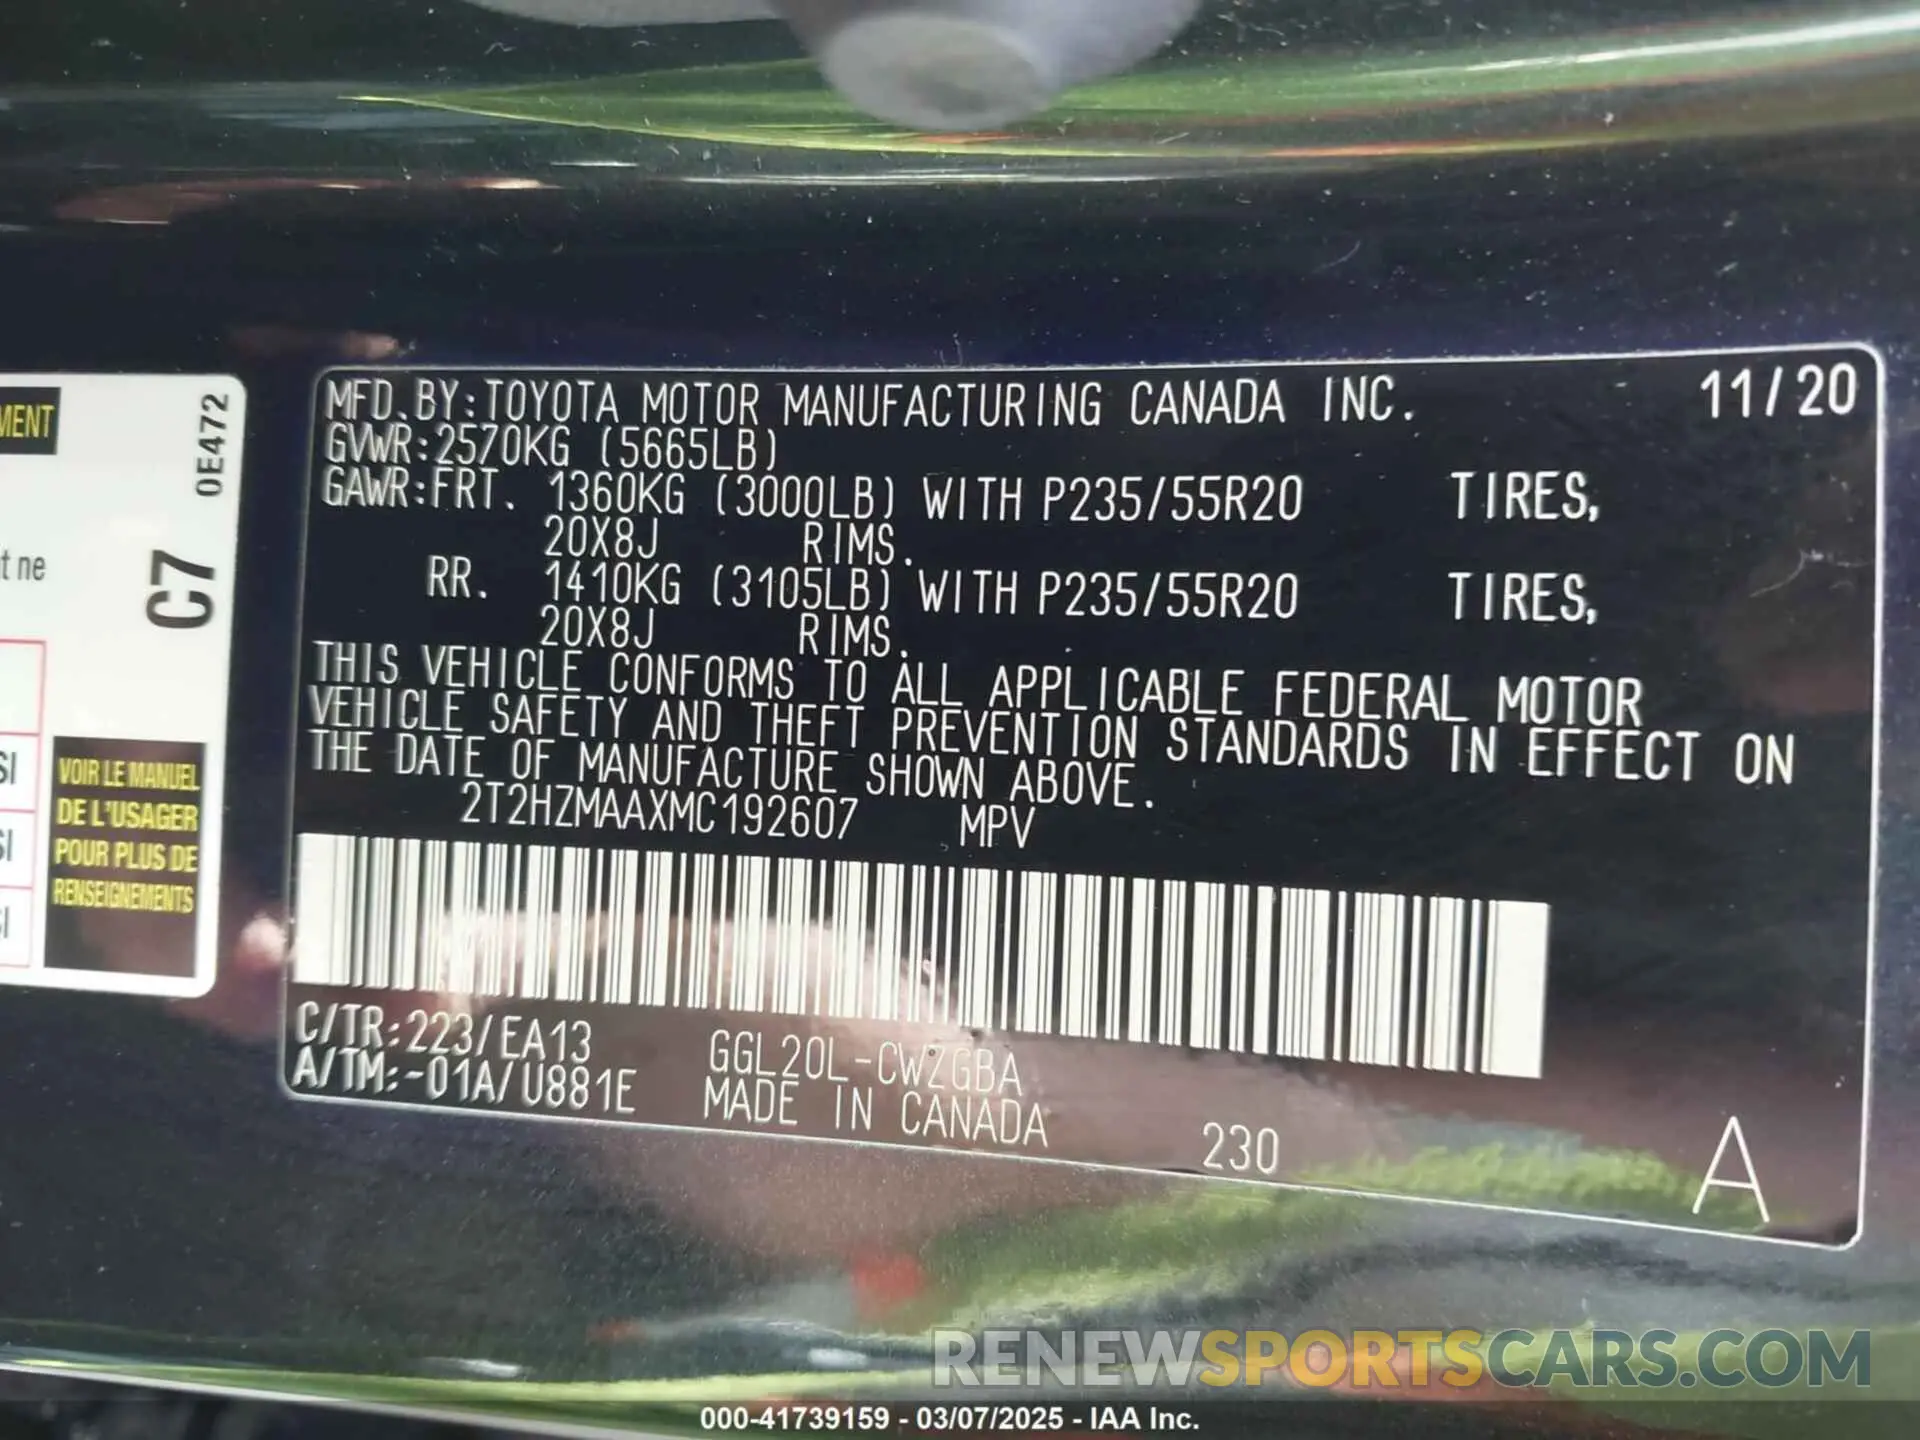 MFD.BY:TOYOTA MOTOR MANUFACTURING CANADA INC. 11/20
GVWR:2570KG (5665LB)
GAWR:FRT. 1360KG (3000LB) WITH P235/55R20 TIRES,
20X8J RIMS.
RR. 1410KG (3105LB) WITH P235/55R20 TIRES,
20X8J RIMS.
THIS VEHICLE CONFORMS TO ALL APPLICABLE FEDERAL MOTOR
VEHICLE SAFETY AND THEFT PREVENTION STANDARDS IN EFFECT ON
THE DATE OF MANUFACTURE SHOWN ABOVE.
2T2HZMAAXMC192607 MPV
C/TR:223/EA13 GGL20L-CWZGBA
A/TM:-01A/U881E MADE IN CANADA
230
A
0E472
C7
t ne
VOIR LE MANUEL
DE L'USAGER
POUR PLUS DE
RENSEIGNEMENTS
RENEWSPORTSCARS.COM
000-41739159 - 03/07/2025 - IAA Inc.